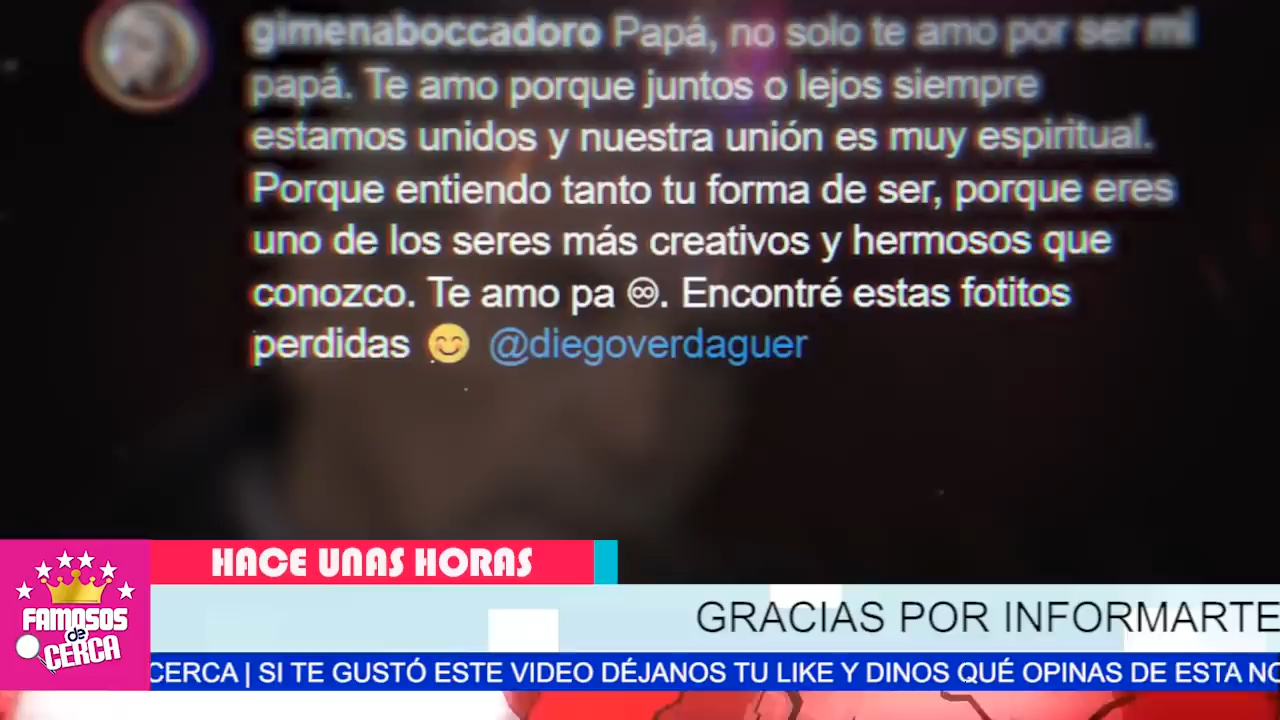 gimenaboccadoro Papá, no solo te amo por ser mi
papá. Te amo porque juntos o lejos siempre
estamos unidos y nuestra unión es muy espiritual.
Porque entiendo tanto tu forma de ser, porque eres
uno de los seres más creativos y hermosos que
conozco. Te amo pa ♾. Encontré estas fotitos
perdidas 😊 @diegoverdaguer
HACE UNAS HORAS
FAMOSOS
de
CERCA
GRACIAS POR INFORMARTE
CERCA | SI TE GUSTÓ ESTE VIDEO DÉJANOS TU LIKE Y DINOS QUÉ OPINAS DE ESTA NO